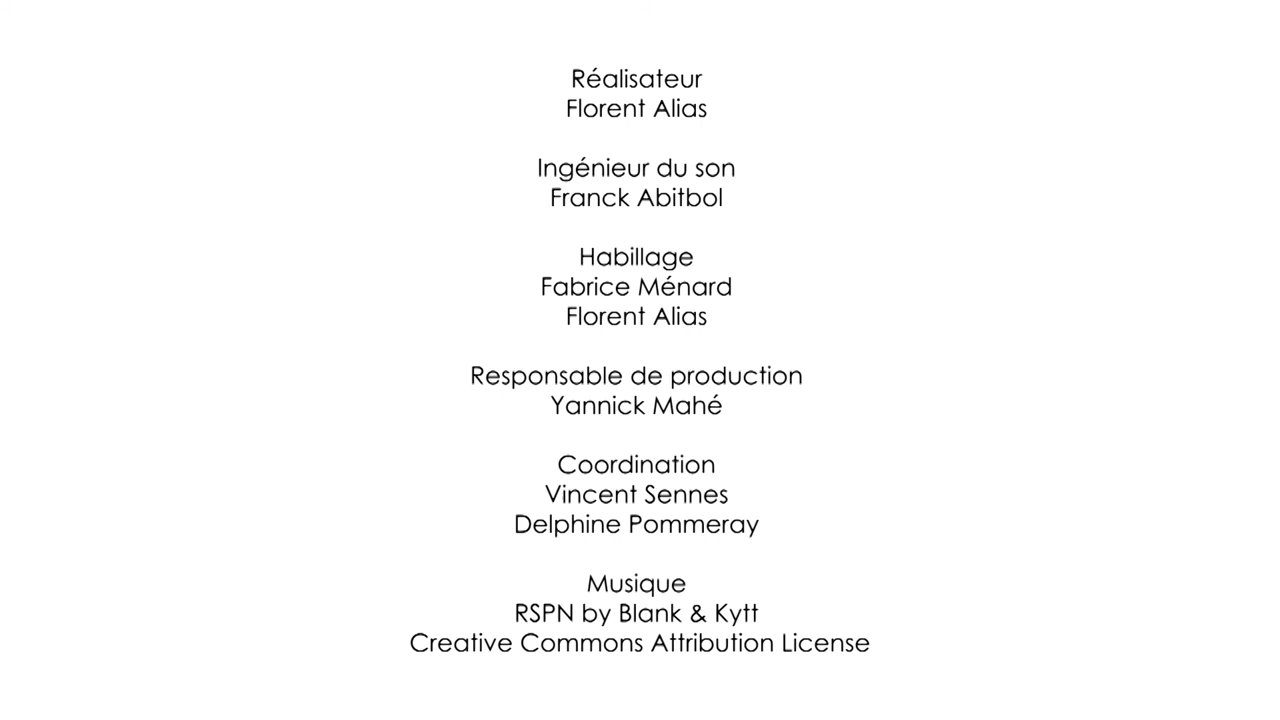 Réalisateur
Florent Alias
Ingénieur du son
Franck Abitbol
Habillage
Fabrice Ménard
Florent Alias
Responsable de production
Yannick Mahé
Coordination
Vincent Sennes
Delphine Pommeray
Musique
RSPN by Blank & Kytt
Creative Commons Attribution License